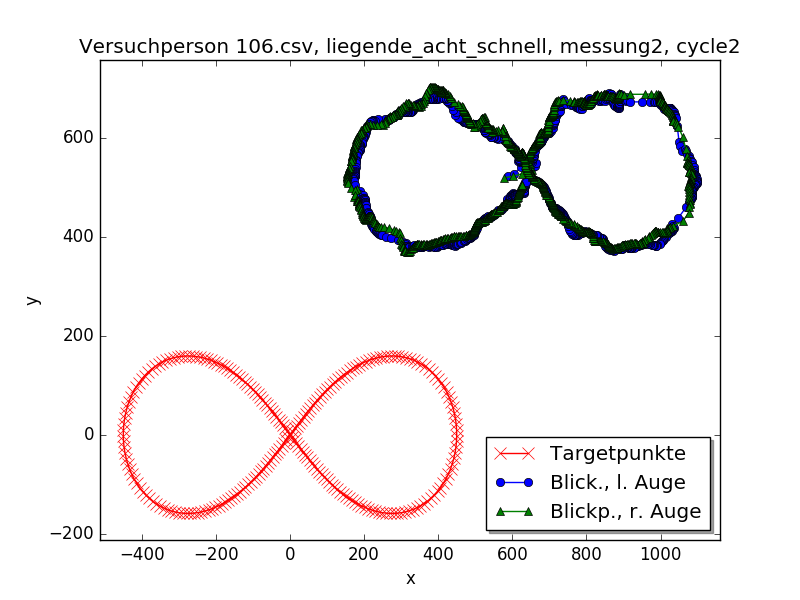 Versuchperson 106.csv, liegende_acht_schnell, messung2, cycle2
y
600
400
200
0
−200
−400
−200
0
200
400
600
800
1000
x
Targetpunkte
Blick., l. Auge
Blickp., r. Auge